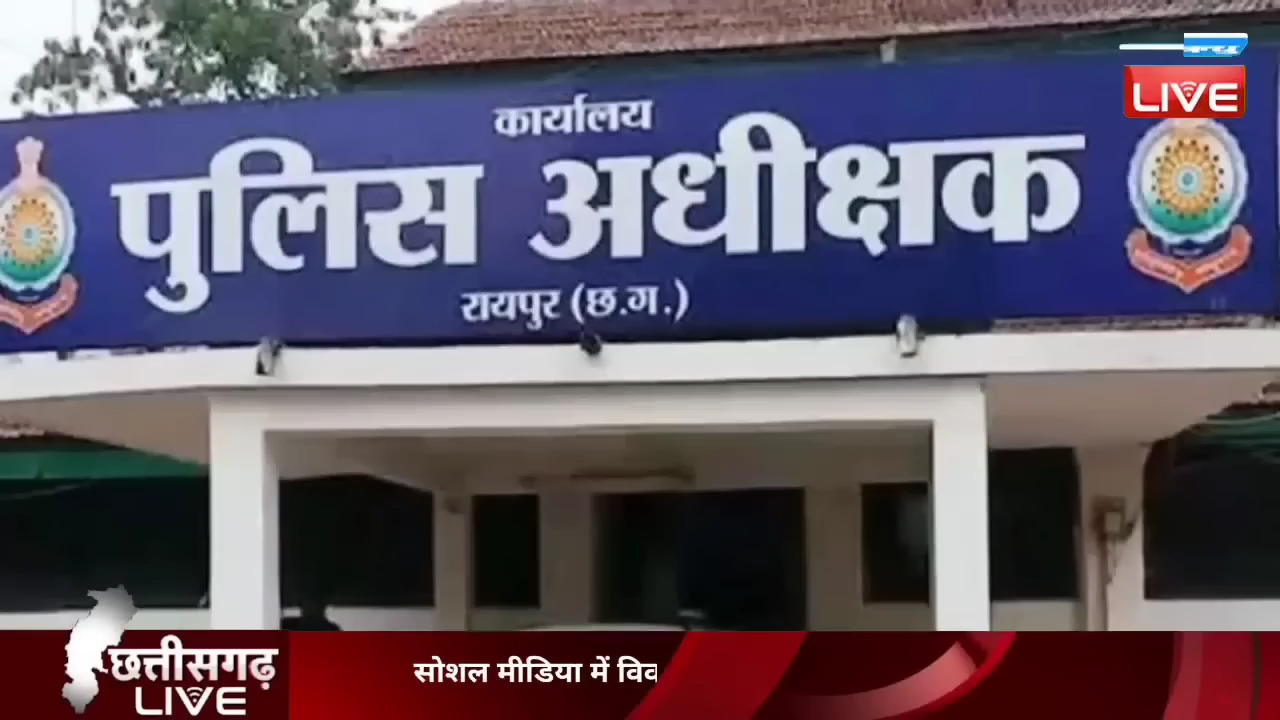 LIVE
कार्यालय
पुलिस अधीक्षक
रायपुर (छ.ग.)
छत्तीसगढ़
LIVE
सोशल मीडिया में